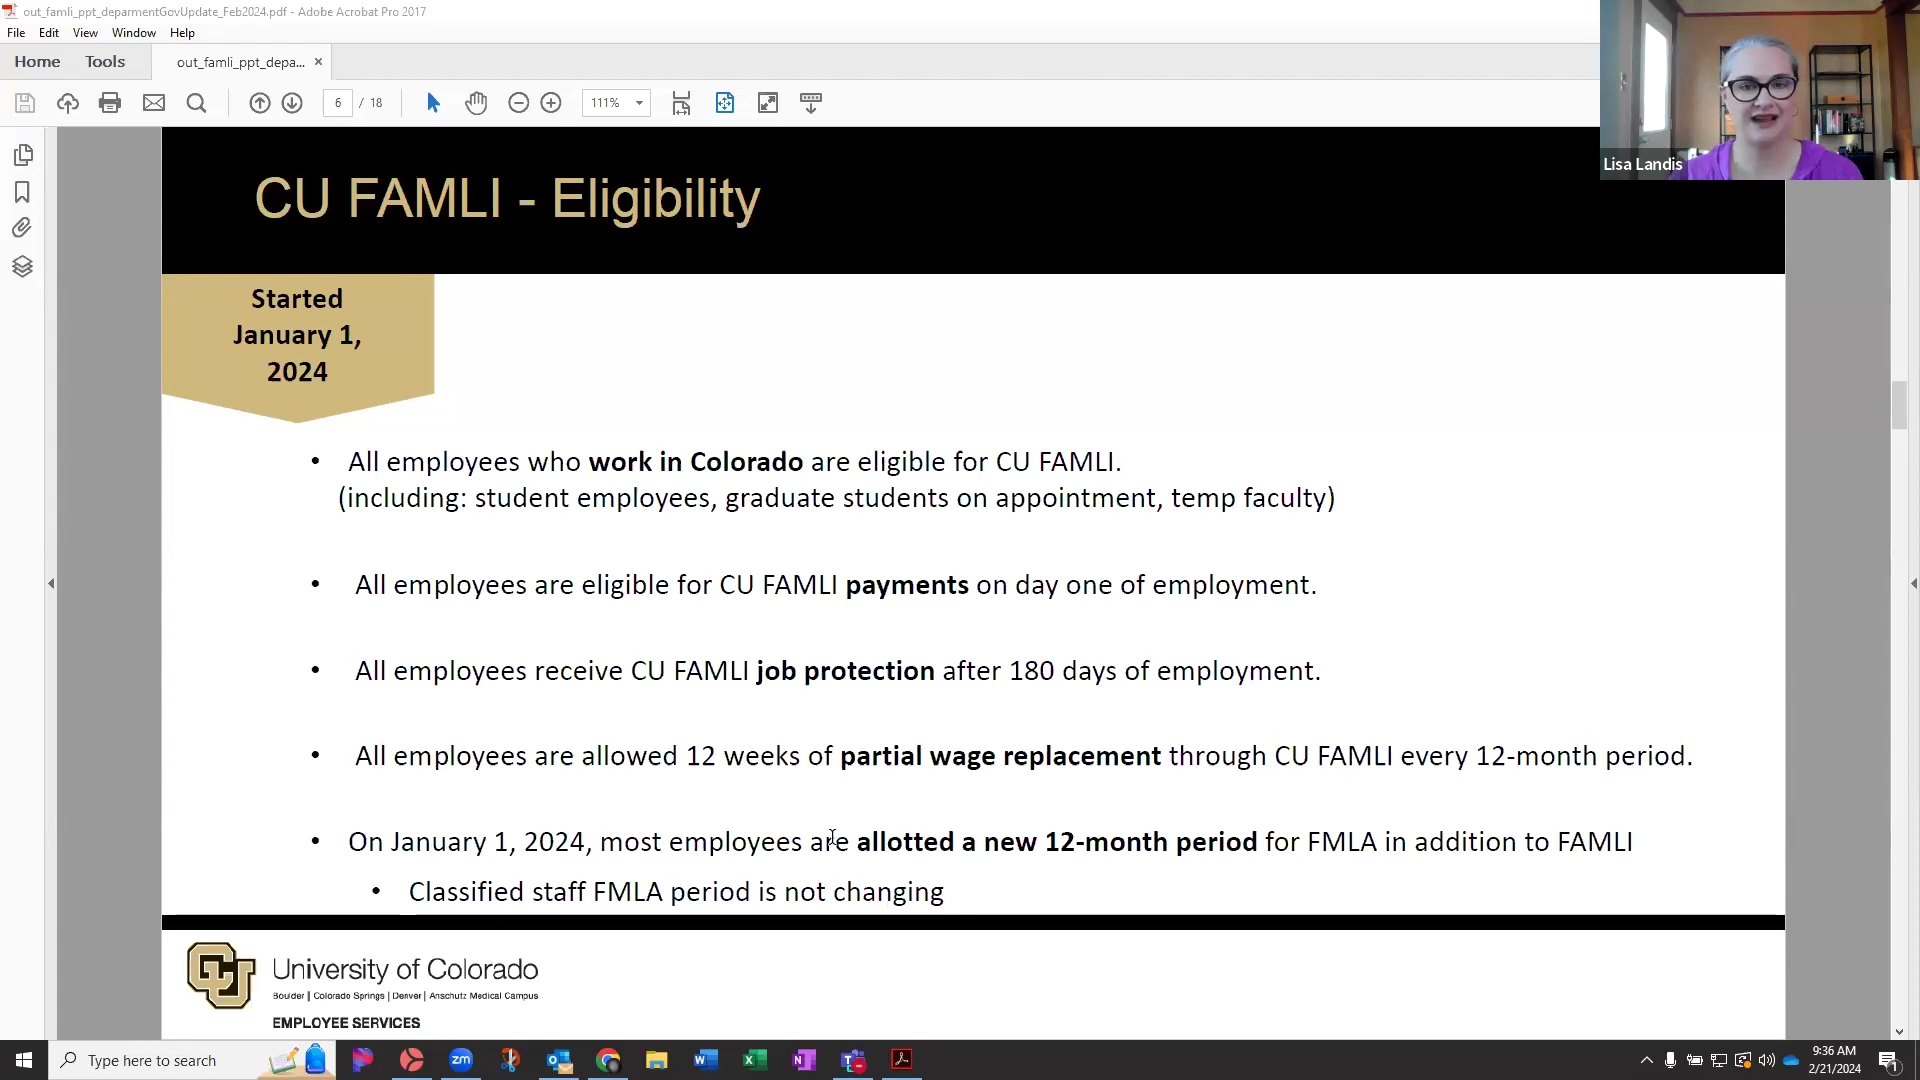 out_famli_ppt_deparmentGovUpdate_Feb2024.pdf - Adobe Acrobat Pro 2017
File Edit View Window Help
Home Tools out_famli_ppt_depa... ×
6 / 18 111%
Lisa Landis
CU FAMLI - Eligibility
Started
January 1,
2024
• All employees who work in Colorado are eligible for CU FAMLI.
(including: student employees, graduate students on appointment, temp faculty)
• All employees are eligible for CU FAMLI payments on day one of employment.
• All employees receive CU FAMLI job protection after 180 days of employment.
• All employees are allowed 12 weeks of partial wage replacement through CU FAMLI every 12-month period.
• On January 1, 2024, most employees are allotted a new 12-month period for FMLA in addition to FAMLI
• Classified staff FMLA period is not changing
CU
University of Colorado
Boulder | Colorado Springs | Denver | Anschutz Medical Campus
EMPLOYEE SERVICES
Type here to search
zm
9:36 AM
2/21/2024
1